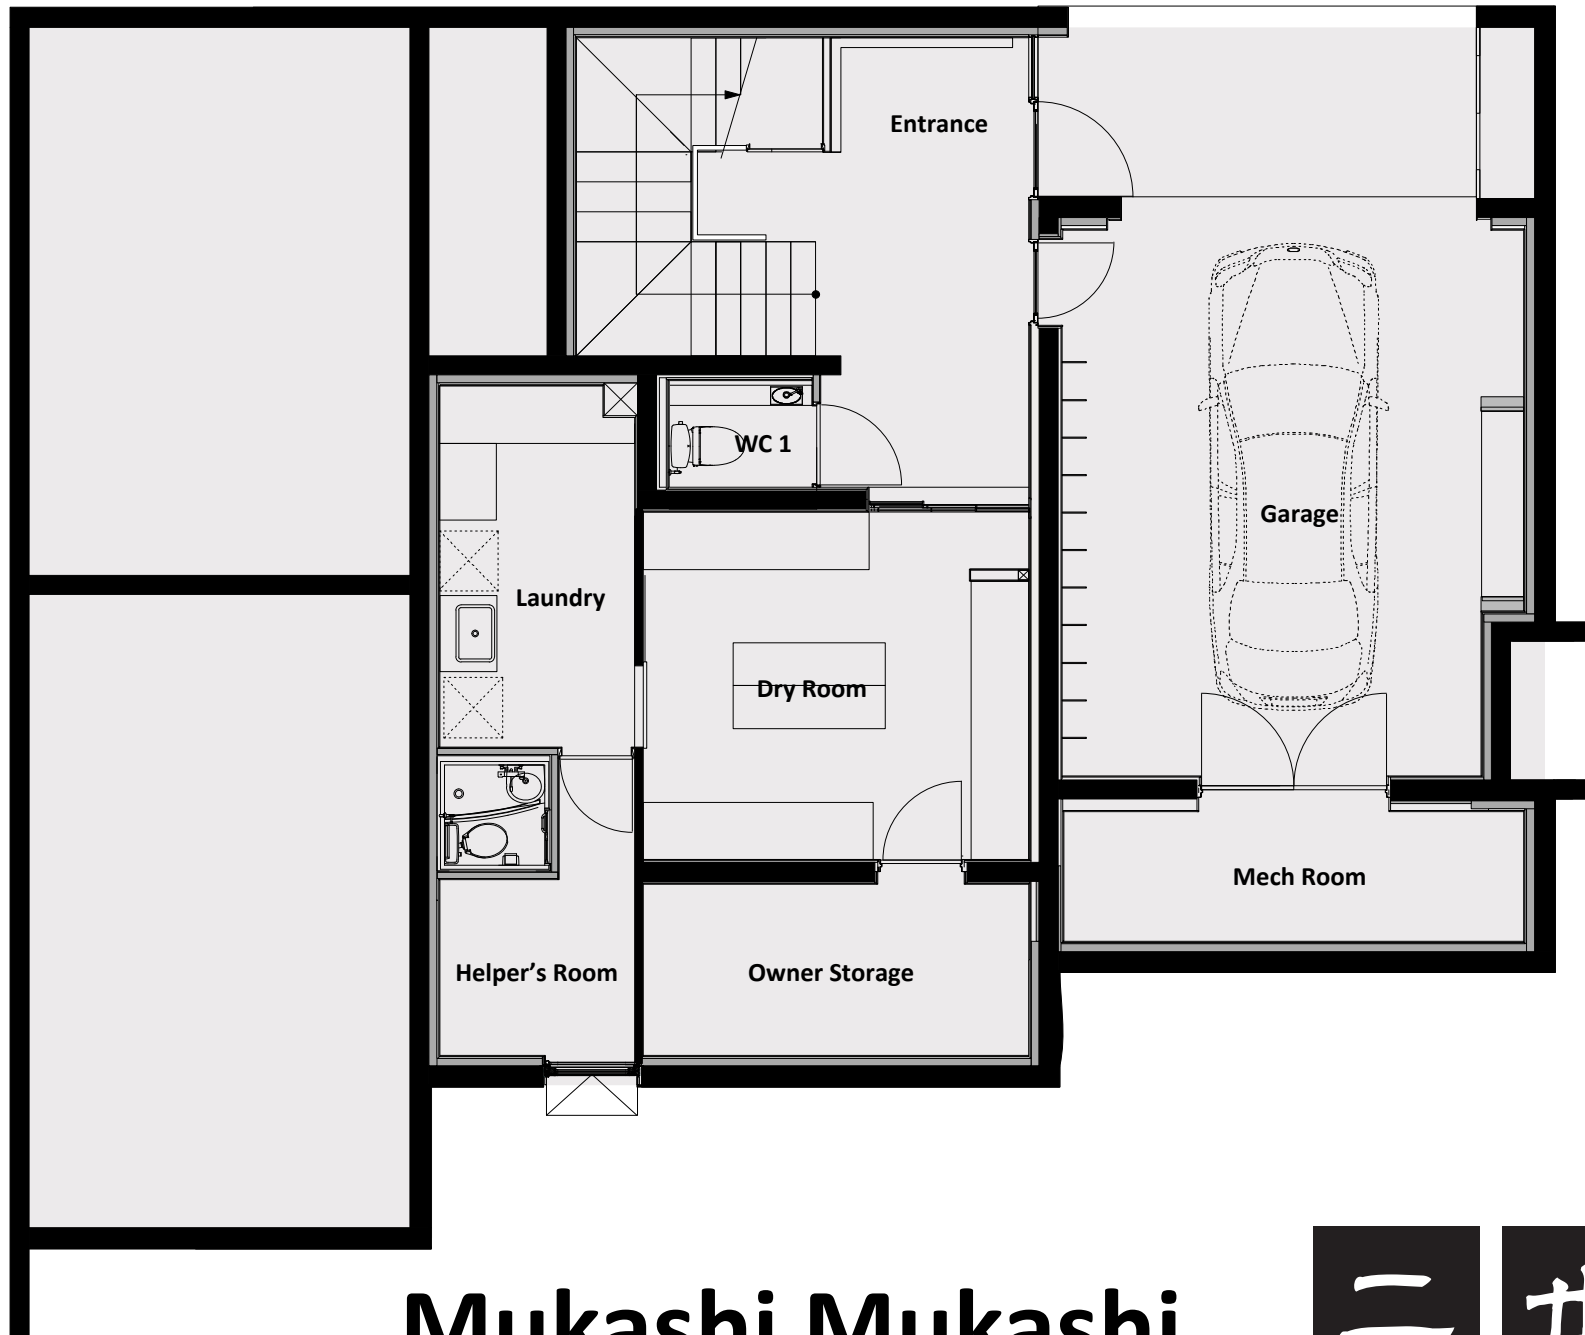 Entrance
WC 1
Garage
Laundry
Dry Room
Mech Room
Helper's Room
Owner Storage
Mukashi Mukashi